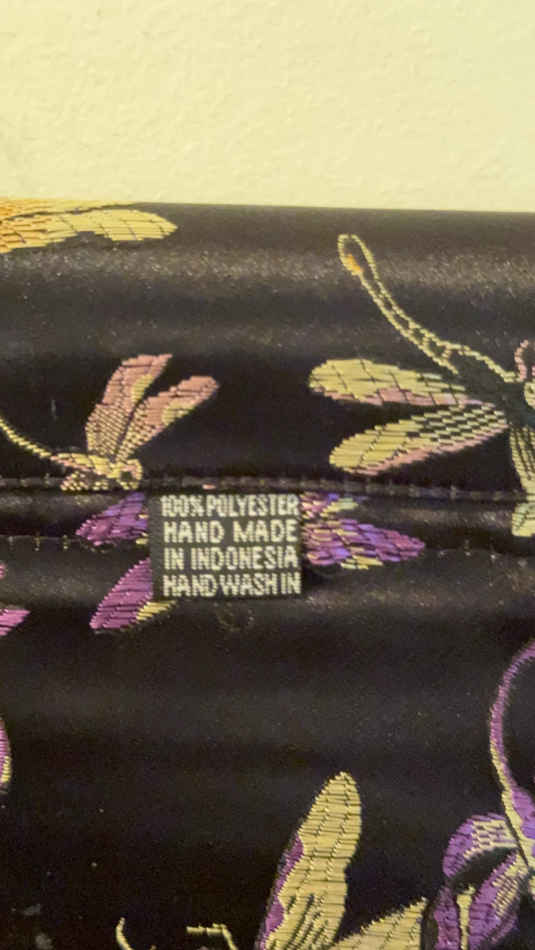 100% POLYESTER
HAND MADE
IN INDONESIA
HAND WASH IN